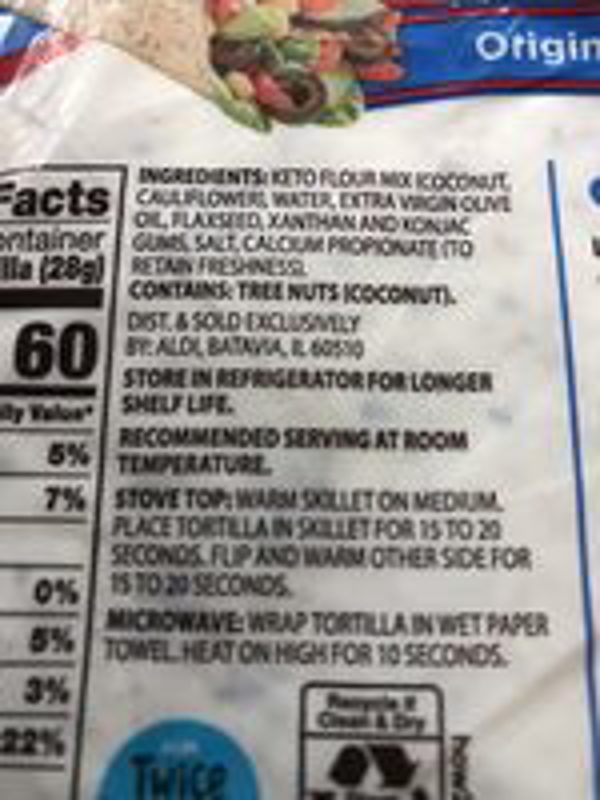 Origin
Facts
ontainer
lla (28g)
60
ily Value*
5%
7%
0%
5%
3%
22%
INGREDIENTS: KETO FLOUR MIX (COCONUT,
CAULIFLOWER), WATER, EXTRA VIRGIN OLIVE
OIL, FLAXSEED, XANTHAN AND KONJAC
GUMS, SALT, CALCIUM PROPIONATE (TO
RETAIN FRESHNESS).
CONTAINS: TREE NUTS (COCONUT).
DIST. & SOLD EXCLUSIVELY
BY: ALDI, BATAVIA, IL 60510
STORE IN REFRIGERATOR FOR LONGER
SHELF LIFE.
RECOMMENDED SERVING AT ROOM
TEMPERATURE.
STOVE TOP: WARM SKILLET ON MEDIUM.
PLACE TORTILLA IN SKILLET FOR 15 TO 20
SECONDS. FLIP AND WARM OTHER SIDE FOR
15 TO 20 SECONDS.
MICROWAVE: WRAP TORTILLA IN WET PAPER
TOWEL. HEAT ON HIGH FOR 10 SECONDS.
TWICE
Recycle if
Clean & Dry
how2